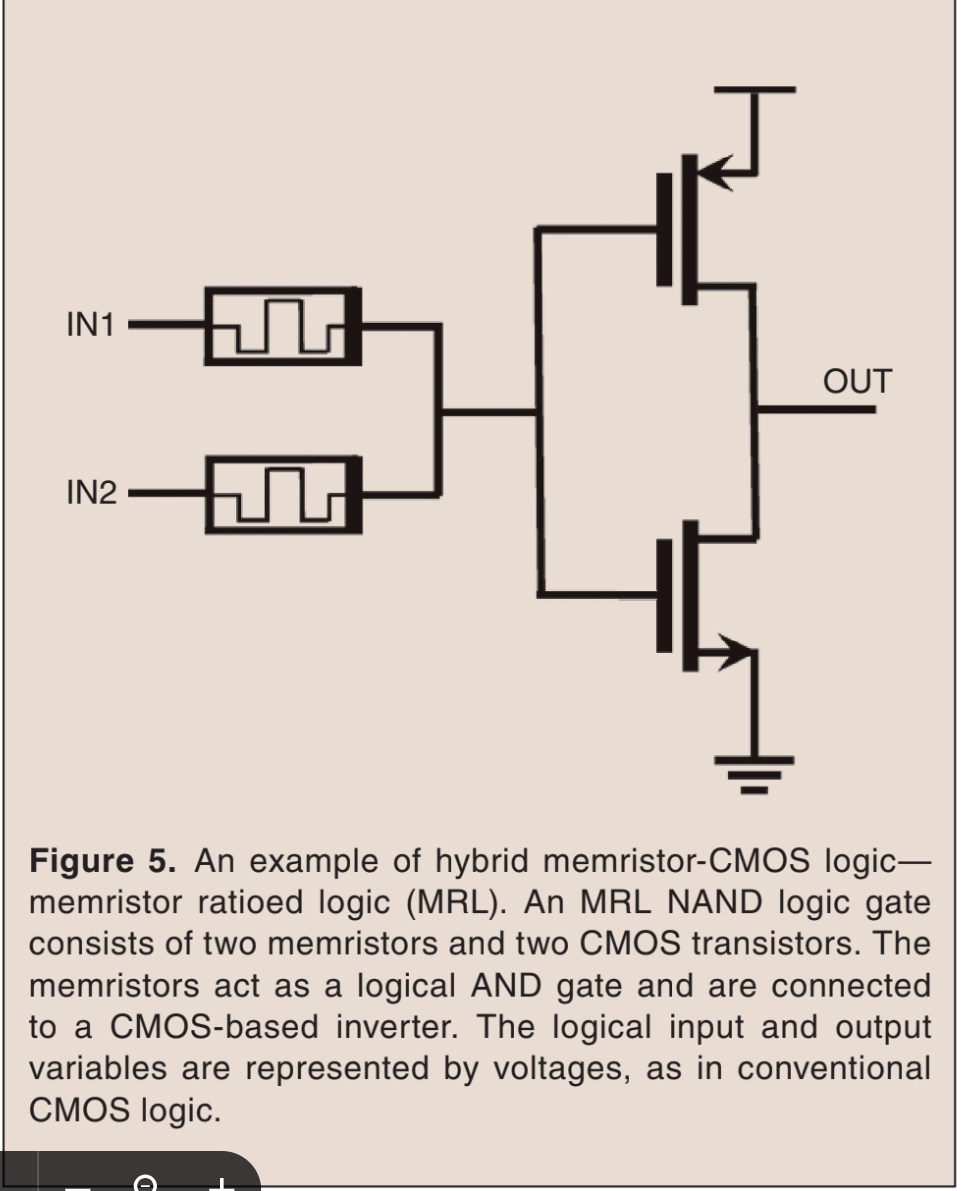 IN1
OUT
IN2
Figure 5. An example of hybrid memristor-CMOS logic—
memristor ratioed logic (MRL). An MRL NAND logic gate
consists of two memristors and two CMOS transistors. The
memristors act as a logical AND gate and are connected
to a CMOS-based inverter. The logical input and output
variables are represented by voltages, as in conventional
CMOS logic.